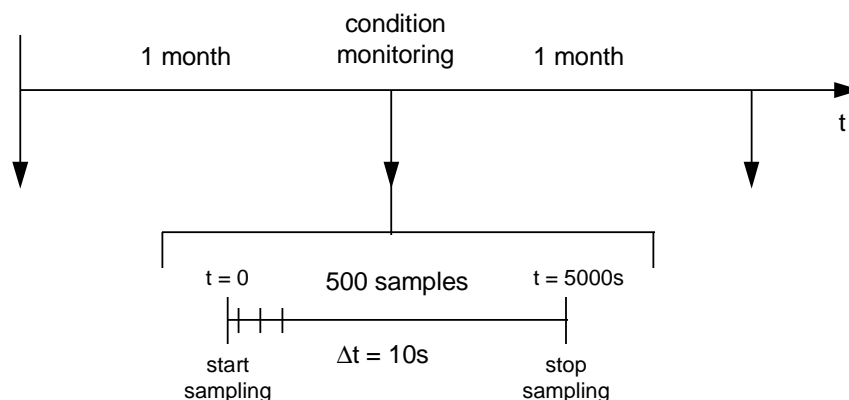 condition
monitoring
1 month
1 month
t
t = 0
500 samples
t = 5000s
Δt = 10s
start
sampling
stop
sampling